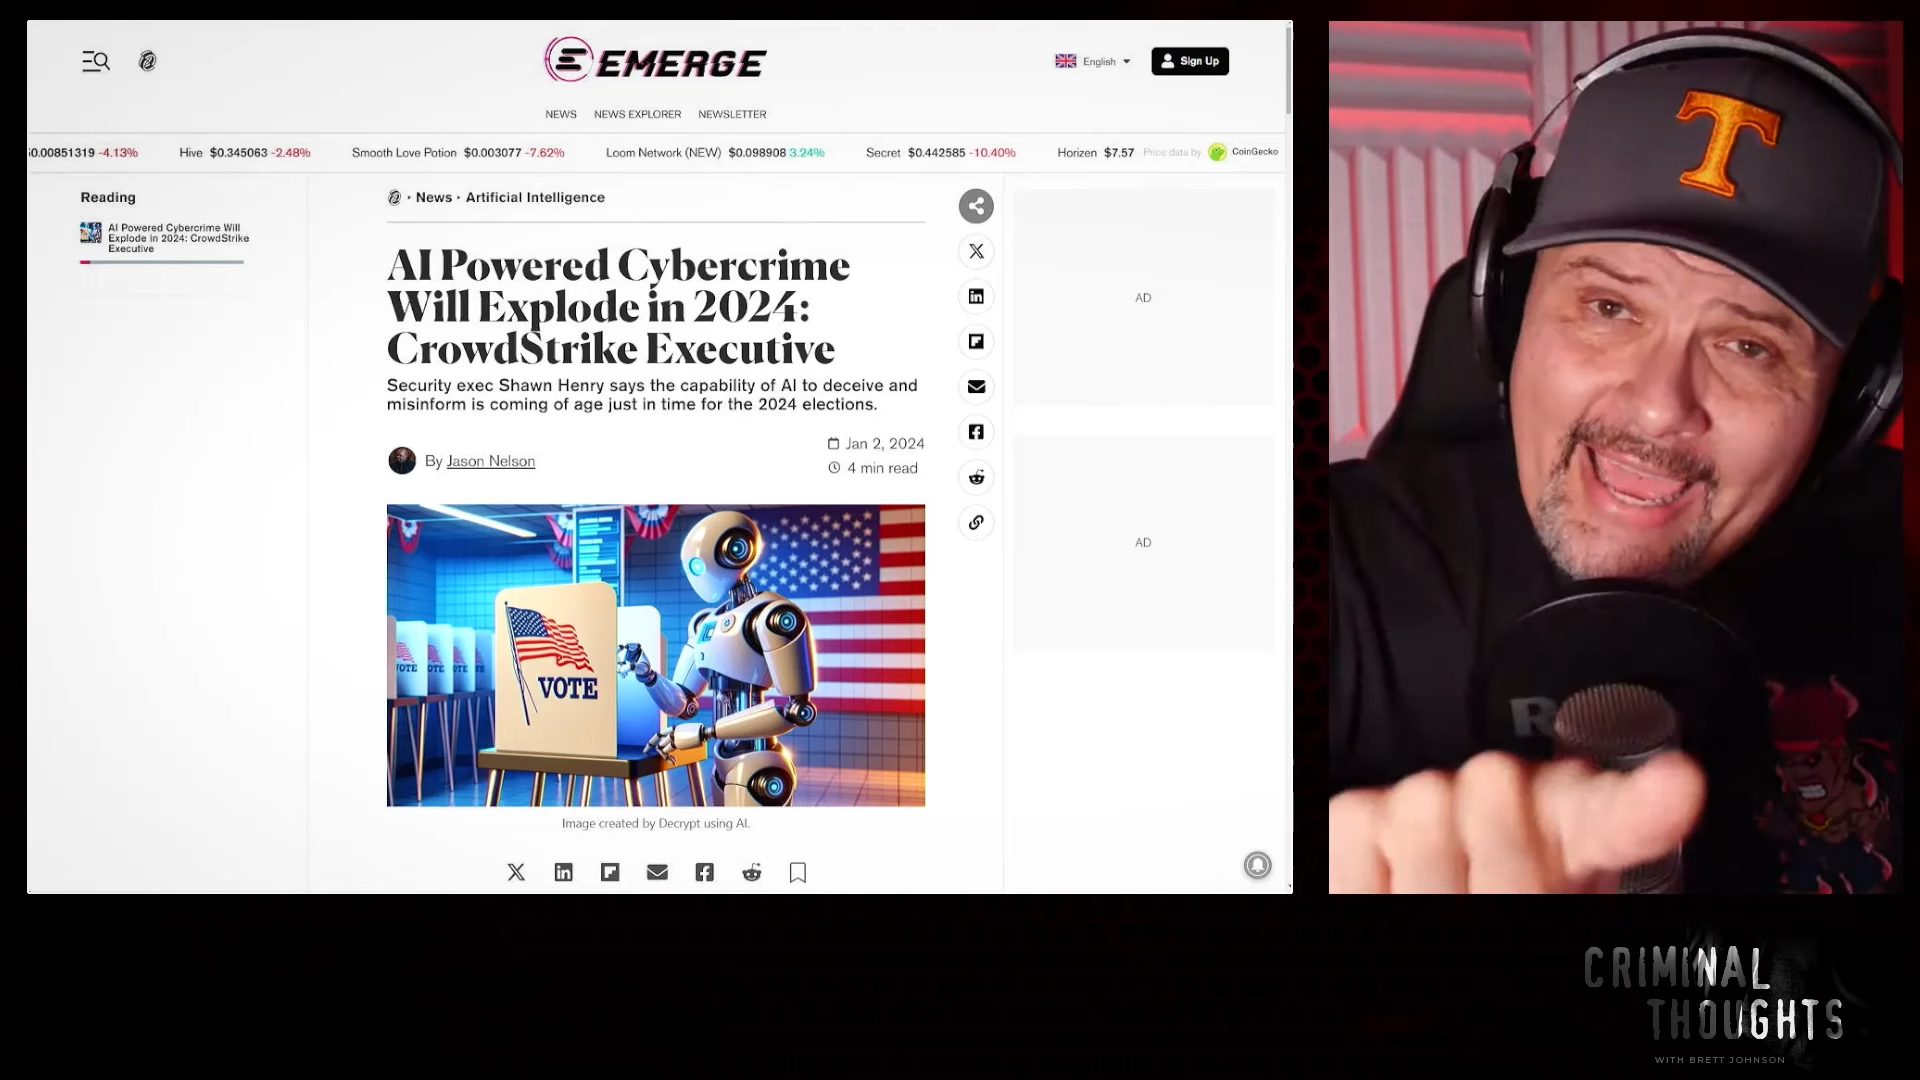 EMERGE
English
Sign Up
NEWS NEWS EXPLORER NEWSLETTER
0.00851319 -4.13% Hive $0.345063 -2.48% Smooth Love Potion $0.003077 -7.62% Loom Network (NEW) $0.098908 3.24% Secret $0.442585 -10.40% Horizen $7.57 Price data by CoinGecko
Reading
AI Powered Cybercrime Will
Explode in 2024: CrowdStrike
Executive
News · Artificial Intelligence
AI Powered Cybercrime
Will Explode in 2024:
CrowdStrike Executive
Security exec Shawn Henry says the capability of AI to deceive and
misinform is coming of age just in time for the 2024 elections.
By Jason Nelson
Jan 2, 2024
4 min read
VOTE
VOTE
VOTE
VOTE
Image created by Decrypt using AI.
AD
AD
T
R
CRIMINAL
THOUGHTS
WITH BRETT JOHNSON